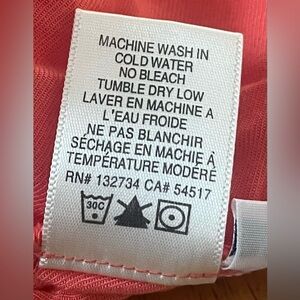 MACHINE WASH IN
COLD WATER
NO BLEACH
TUMBLE DRY LOW
LAVER EN MACHINE A
L'EAU FROIDE
NE PAS BLANCHIR
SÉCHAGE EN MACHIE À
TEMPÉRATURE MODÉRÉ
RN# 132734 CA# 54517
30C